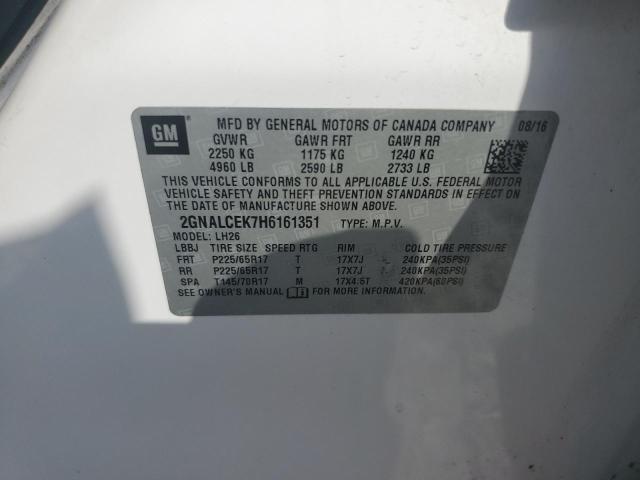 GM
MFD BY GENERAL MOTORS OF CANADA COMPANY 08/16
GVWR GAWR FRT GAWR RR
2250 KG 1175 KG 1240 KG
4960 LB 2590 LB 2733 LB
THIS VEHICLE CONFORMS TO ALL APPLICABLE U.S. FEDERAL MOTOR
VEHICLE SAFETY AND THEFT PREVENTION STANDARDS IN EFFECT ON
THE DATE OF MANUFACTURE SHOWN ABOVE.
2GNALCEK7H6161351 TYPE: M.P.V.
MODEL: LH26
LBBJ TIRE SIZE SPEED RTG RIM COLD TIRE PRESSURE
FRT P225/65R17 T 17X7J 240KPA(35PSI)
RR P225/65R17 T 17X7J 240KPA(35PSI)
SPA T145/70R17 M 17X4.5T 420KPA(60PSI)
SEE OWNER'S MANUAL FOR MORE INFORMATION.